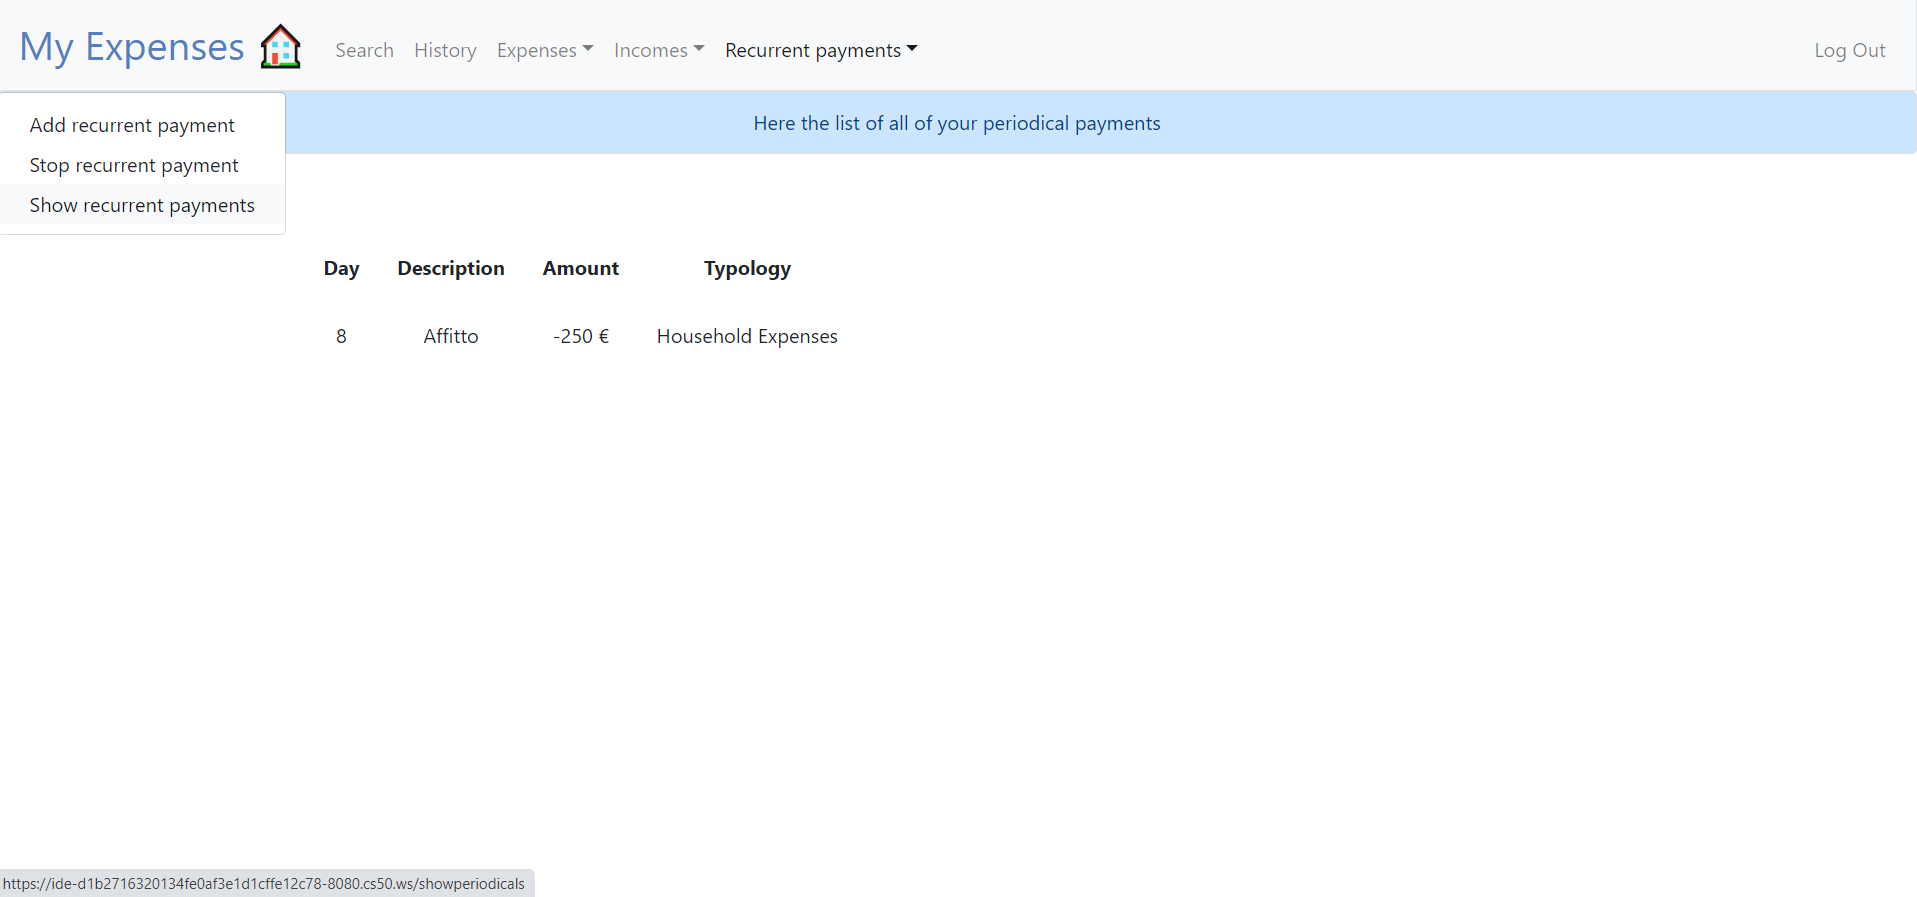 My Expenses Search History Expenses Incomes Recurrent payments Log Out
Add recurrent payment
Stop recurrent payment
Show recurrent payments
Here the list of all of your periodical payments
Day Description Amount Typology
8 Affitto -250 € Household Expenses
https://ide-d1b2716320134fe0af3e1d1cffe12c78-8080.cs50.ws/showperiodicals